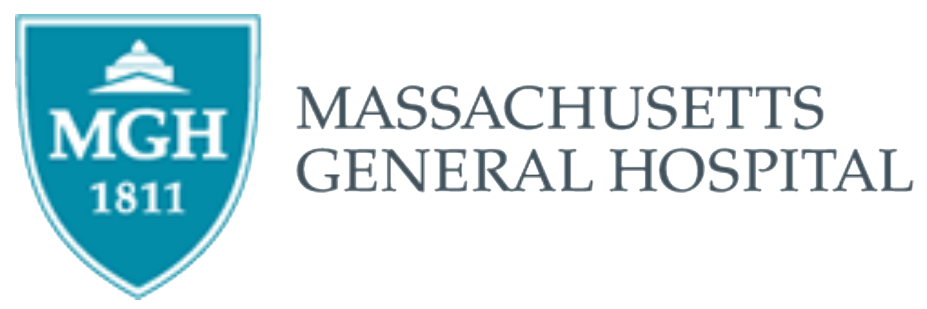 MGH
1811
MASSACHUSETTS
GENERAL HOSPITAL